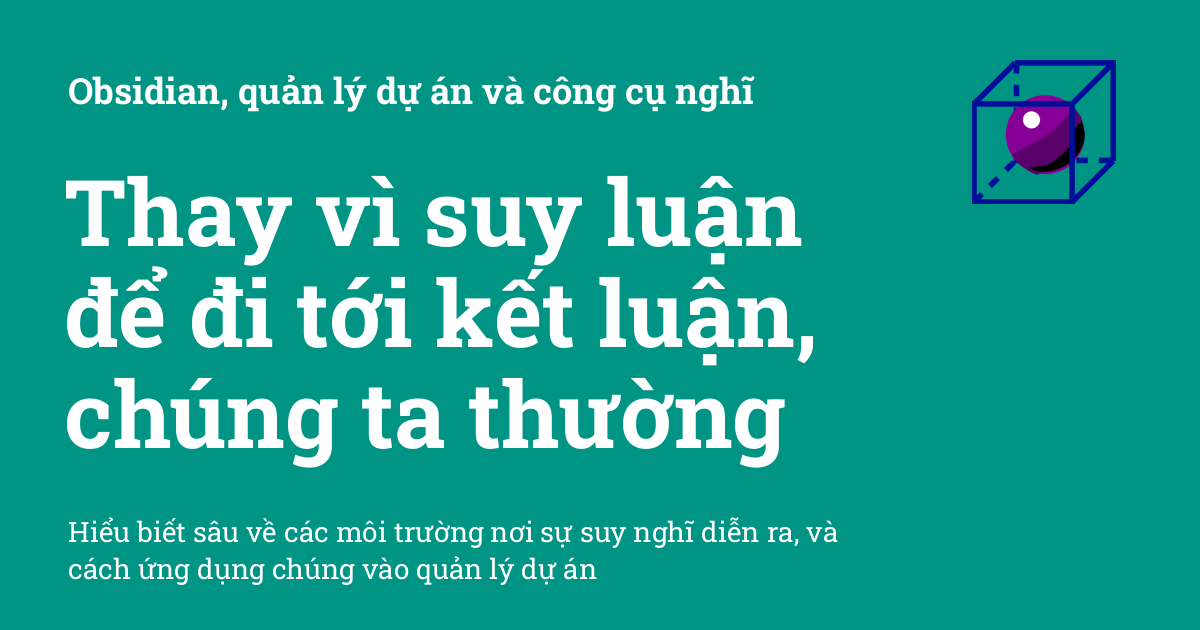 Obsidian, quản lý dự án và công cụ nghĩ
Thay vì suy luận
để đi tới kết luận,
chúng ta thường
Hiểu biết sâu về các môi trường nơi sự suy nghĩ diễn ra, và
cách ứng dụng chúng vào quản lý dự án